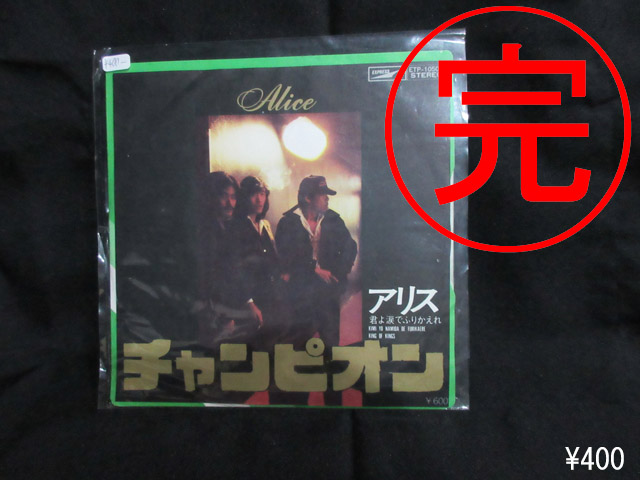 ¥400-
EXPRESS
STEREO
Alice
完
アリス
君よ涙でふりかえれ
KIMI YO NAMIDA DE FURIKAERE
KING OF KINGS
チャンピオン
¥600
¥400